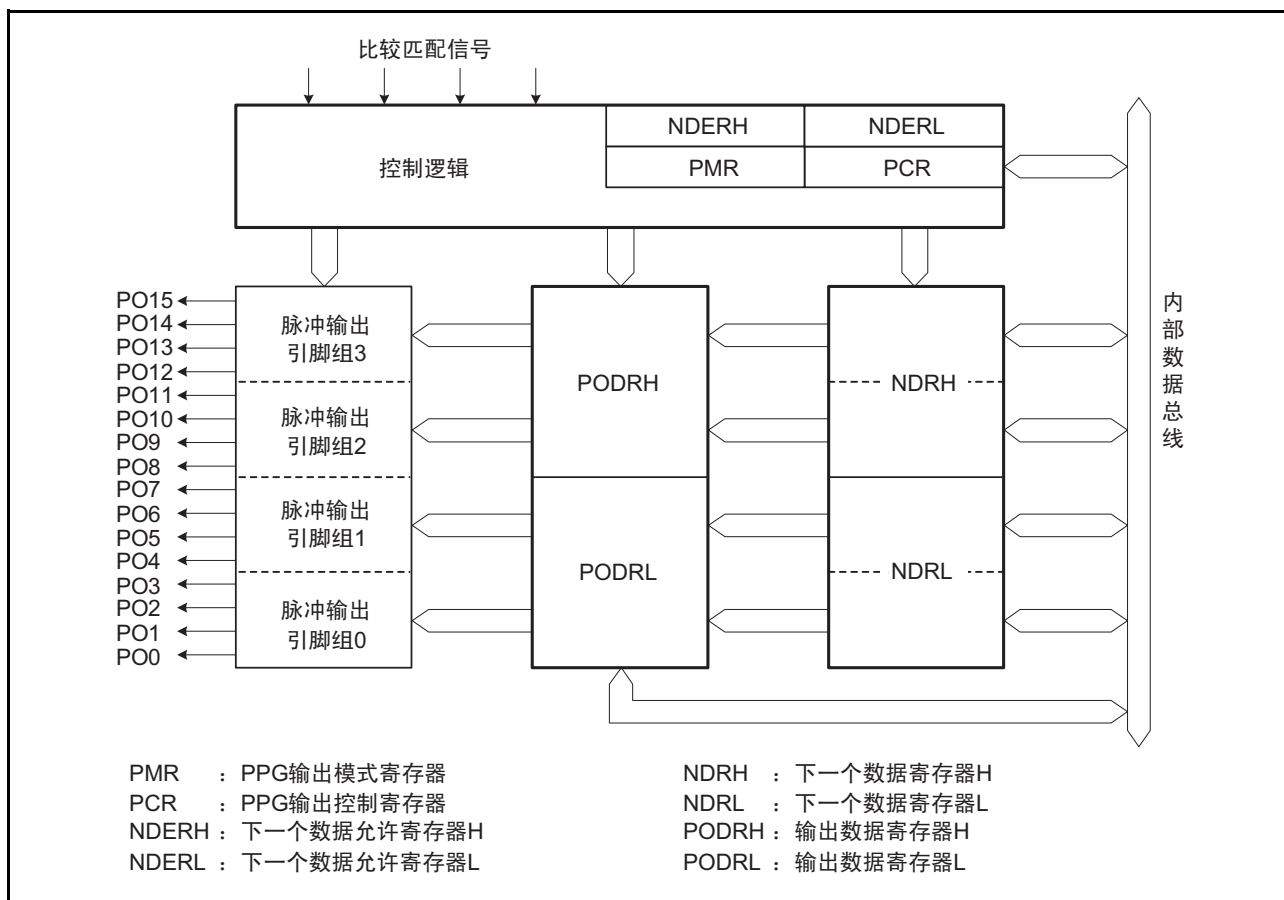 比较匹配信号
NDERH
NDERL
控制逻辑
PMR
PCR
PO15
PO14
PO13
PO12
PO11
PO10
PO9
PO8
PO7
PO6
PO5
PO4
PO3
PO2
PO1
PO0
脉冲输出
引脚组3
脉冲输出
引脚组2
脉冲输出
引脚组1
脉冲输出
引脚组0
PODRH
PODRL
NDRH
NDRL
内部数据总线
PMR ：PPG输出模式寄存器
PCR ：PPG输出控制寄存器
NDERH：下一个数据允许寄存器H
NDERL ：下一个数据允许寄存器L
NDRH ：下一个数据寄存器H
NDRL ：下一个数据寄存器L
PODRH：输出数据寄存器H
PODRL：输出数据寄存器L